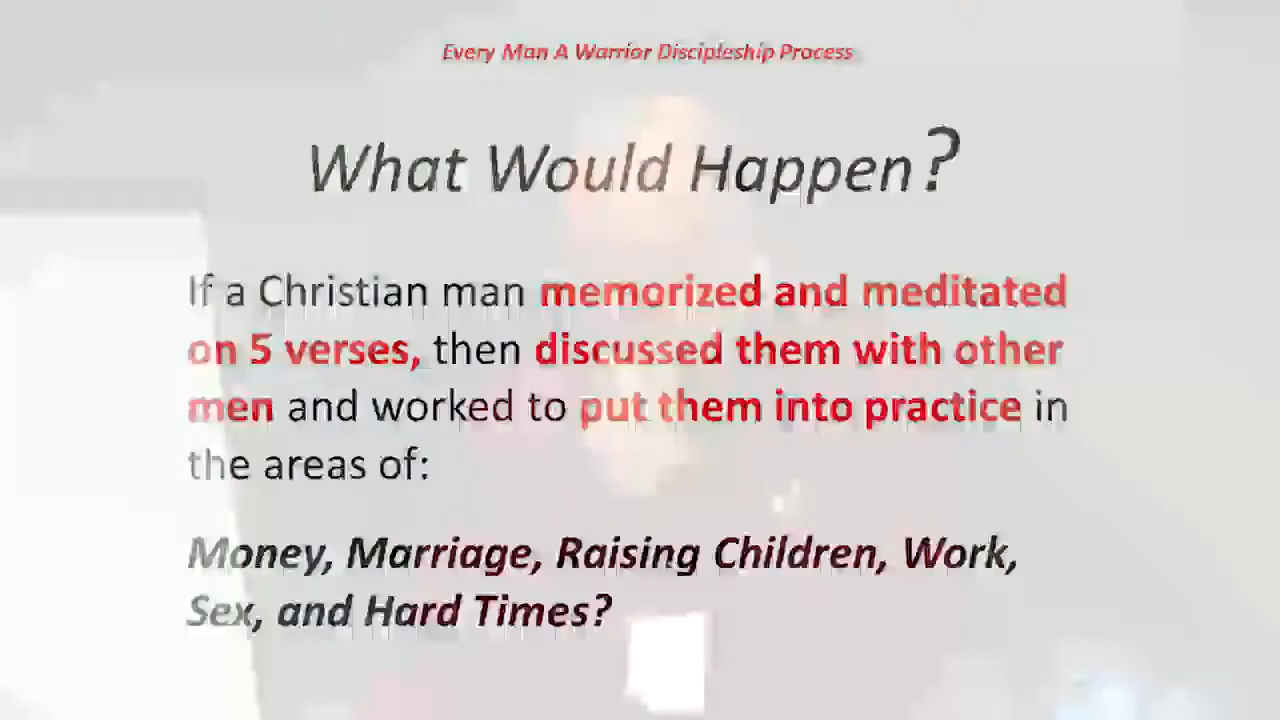 Every Man A Warrior Discipleship Process
What Would Happen?
If a Christian man memorized and meditated
on 5 verses, then discussed them with other
men and worked to put them into practice in
the areas of:
Money, Marriage, Raising Children, Work,
Sex, and Hard Times?